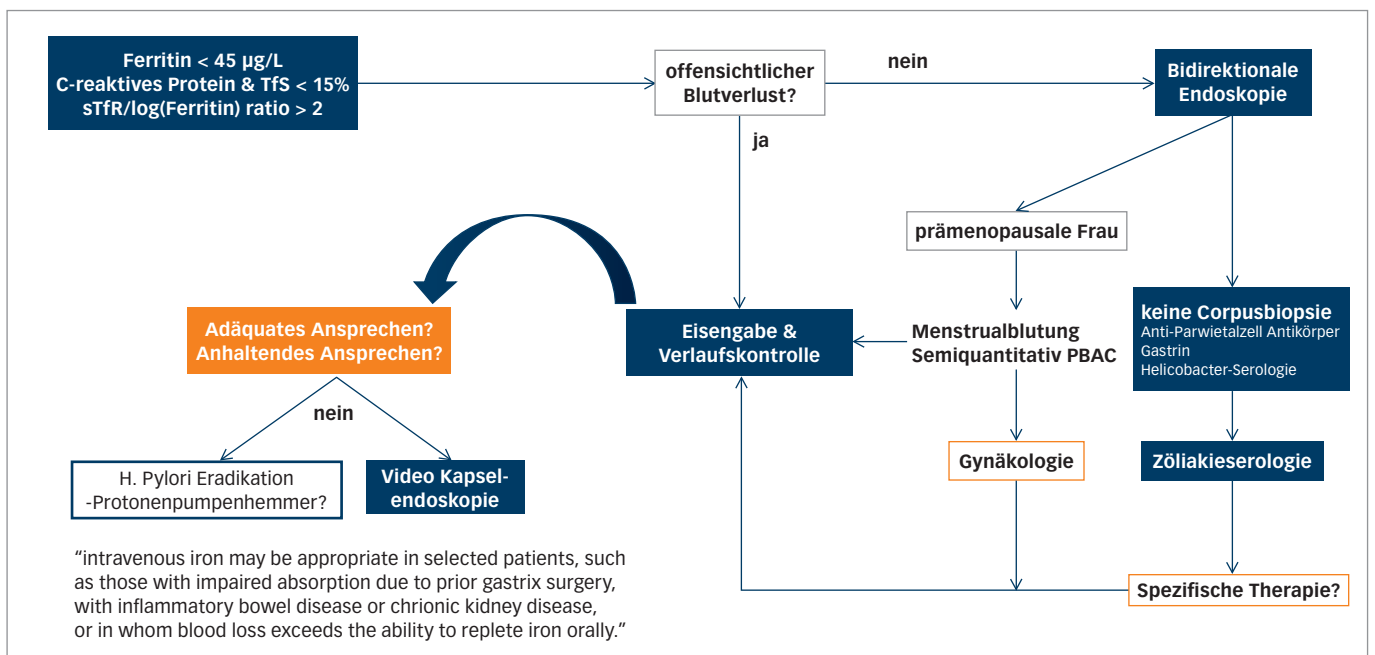 Ferritin < 45 µg/L
C-reaktives Protein & TfS < 15%
sTfR/log(Ferritin) ratio > 2
offensichtlicher
Blutverlust?
nein
Bidirektionale
Endoskopie
ja
prämenopausale Frau
Adäquates Ansprechen?
Anhaltendes Ansprechen?
Eisengabe &
Verlaufskontrolle
Menstrualblutung
Semiquantitativ PBAC
keine Corpusbiopsie
Anti-Parwietalzell Antikörper
Gastrin
Helicobacter-Serologie
nein
H. Pylori Eradikation
-Protonenpumpenhemmer?
Video Kapsel-
endoskopie
Gynäkologie
Zöliakieserologie
Spezifische Therapie?
“intravenous iron may be appropriate in selected patients, such
as those with impaired absorption due to prior gastrix surgery,
with inflammatory bowel disease or chrionic kidney disease,
or in whom blood loss exceeds the ability to replete iron orally.”